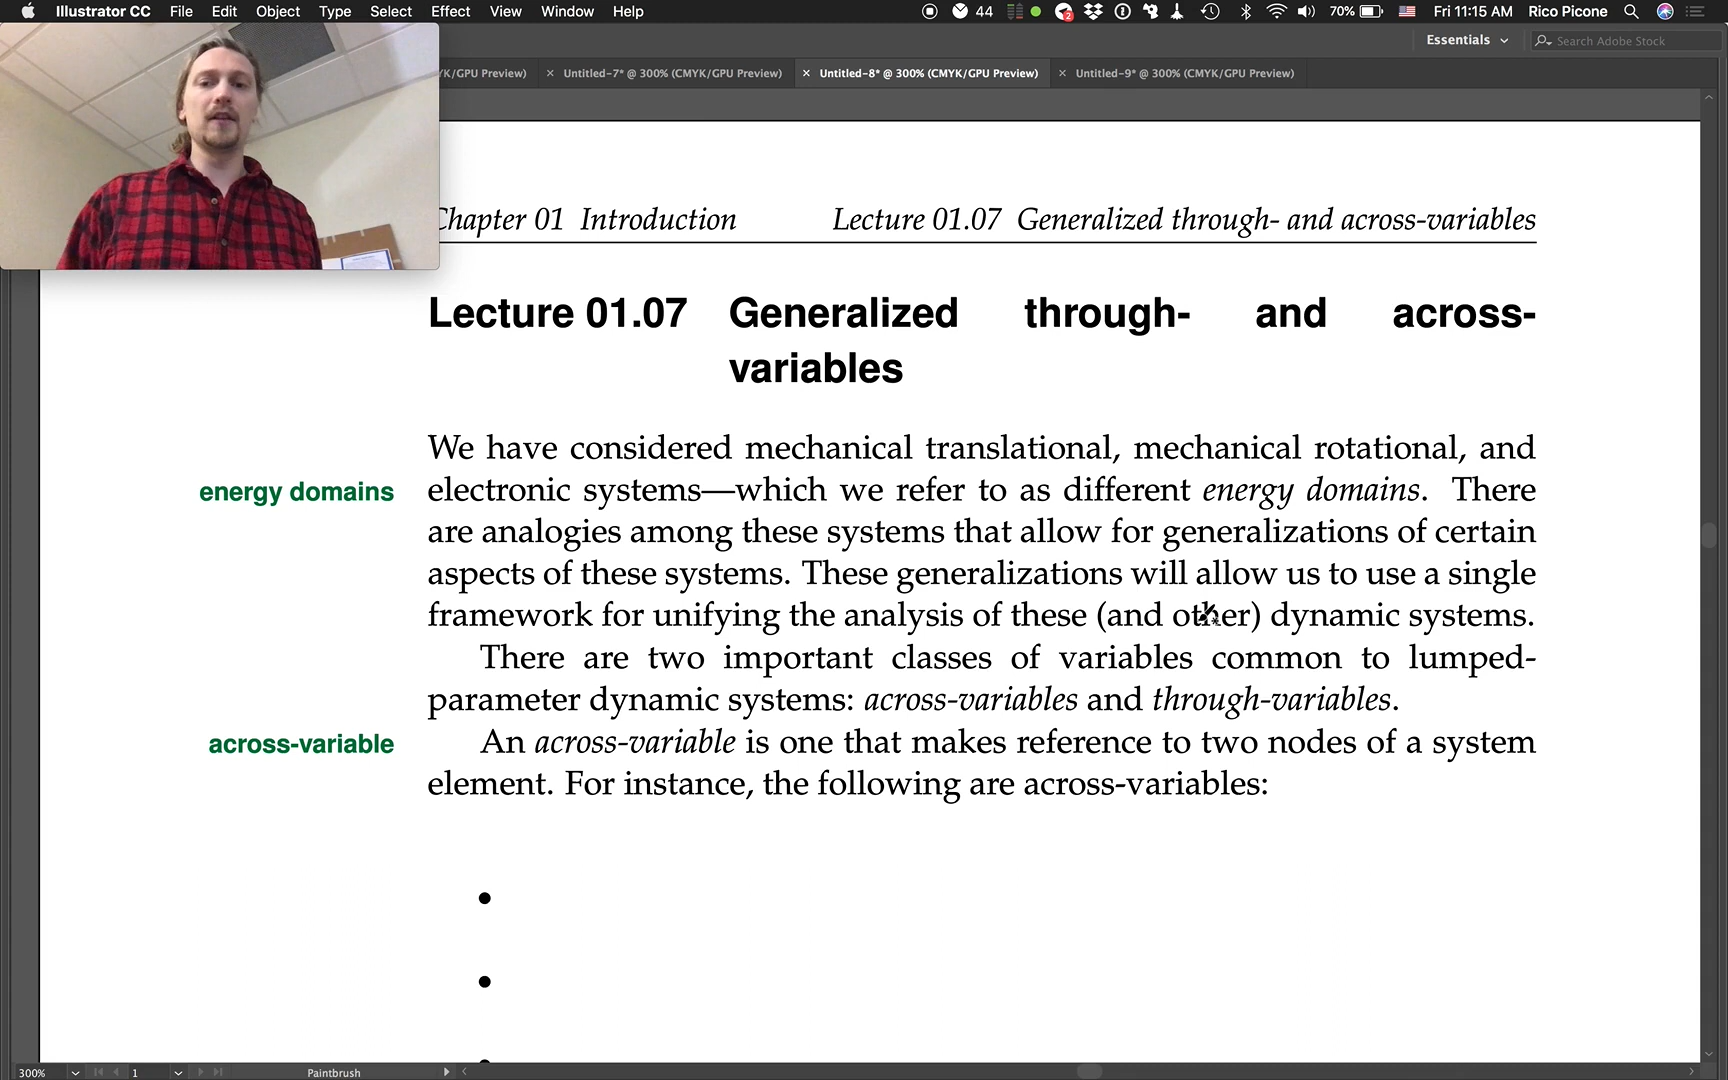 Illustrator CC File Edit Object Type Select Effect View Window Help 44 2 70% Fri 11:15 AM Rico Picone
Essentials Search Adobe Stock
YK/GPU Preview) × Untitled-7* @ 300% (CMYK/GPU Preview) × Untitled-8* @ 300% (CMYK/GPU Preview) × Untitled-9* @ 300% (CMYK/GPU Preview)
Chapter 01 Introduction Lecture 01.07 Generalized through- and across-variables
Lecture 01.07 Generalized through- and across-
variables
We have considered mechanical translational, mechanical rotational, and
energy domains electronic systems—which we refer to as different energy domains. There
are analogies among these systems that allow for generalizations of certain
aspects of these systems. These generalizations will allow us to use a single
framework for unifying the analysis of these (and other) dynamic systems.
There are two important classes of variables common to lumped-
parameter dynamic systems: across-variables and through-variables.
across-variable An across-variable is one that makes reference to two nodes of a system
element. For instance, the following are across-variables:
•
•
•
300% 1 Paintbrush